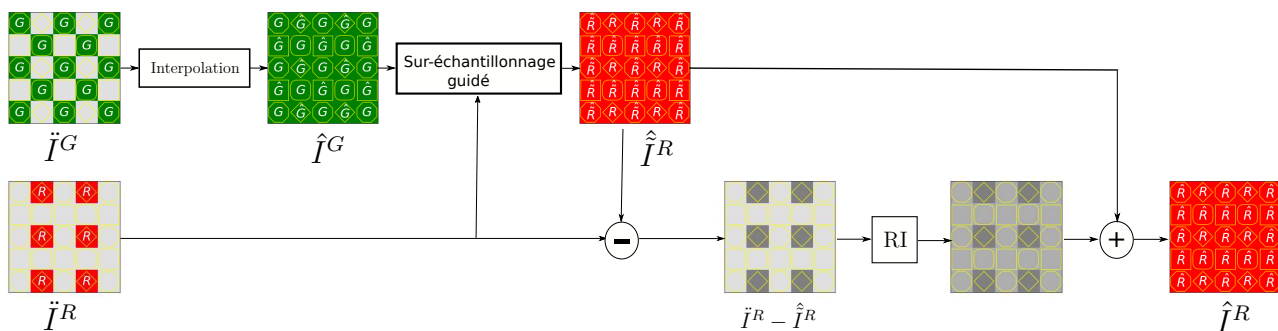 G G G
G G
G G G
G G
G G G
Ï^G
Interpolation
G Ĝ G Ĝ G
Ĝ G Ĝ G Ĝ
G Ĝ G Ĝ G
Ĝ G Ĝ G Ĝ
G Ĝ G Ĝ G
Î^G
Sur-échantillonnage
guidé
R̃̂ R R̃̂ R R̃̂
R̃̂ R̃̂ R̃̂ R̃̂ R̃̂
R̃̂ R R̃̂ R R̃̂
R̃̂ R̃̂ R̃̂ R̃̂ R̃̂
R̃̂ R R̃̂ R R̃̂
Ĩ̂^R
R R
R R
R R
Ï^R
−
Ï^R − Ĩ̂^R
RI
+
R̂ R̂ R̂ R̂ R̂
R̂ R̂ R̂ R̂ R̂
R̂ R̂ R̂ R̂ R̂
R̂ R̂ R̂ R̂ R̂
R̂ R̂ R̂ R̂ R̂
Î^R